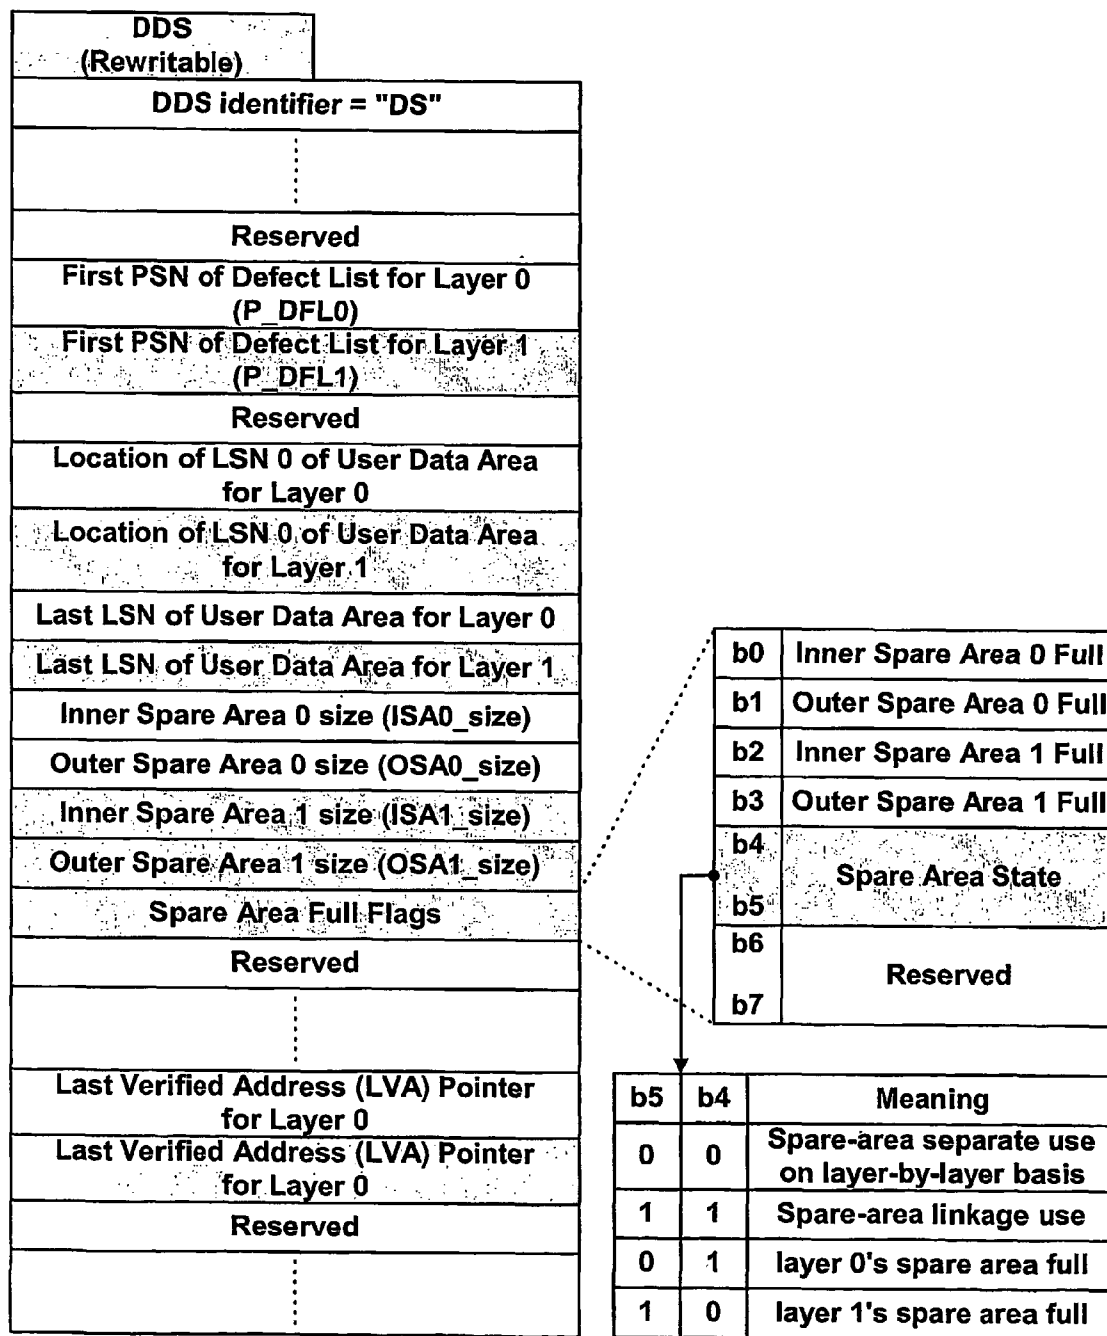 DDS
(Rewritable)
DDS identifier = "DS"
Reserved
First PSN of Defect List for Layer 0
(P_DFL0)
First PSN of Defect List for Layer 1
(P_DFL1)
Reserved
Location of LSN 0 of User Data Area
for Layer 0
Location of LSN 0 of User Data Area
for Layer 1
Last LSN of User Data Area for Layer 0
Last LSN of User Data Area for Layer 1
Inner Spare Area 0 size (ISA0_size)
Outer Spare Area 0 size (OSA0_size)
Inner Spare Area 1 size (ISA1_size)
Outer Spare Area 1 size (OSA1_size)
Spare Area Full Flags
Reserved
Last Verified Address (LVA) Pointer
for Layer 0
Last Verified Address (LVA) Pointer
for Layer 0
Reserved
b0 Inner Spare Area 0 Full
b1 Outer Spare Area 0 Full
b2 Inner Spare Area 1 Full
b3 Outer Spare Area 1 Full
b4
Spare Area State
b5
b6
Reserved
b7
b5 b4 Meaning
0 0 Spare-area separate use
on layer-by-layer basis
1 1 Spare-area linkage use
0 1 layer 0's spare area full
1 0 layer 1's spare area full